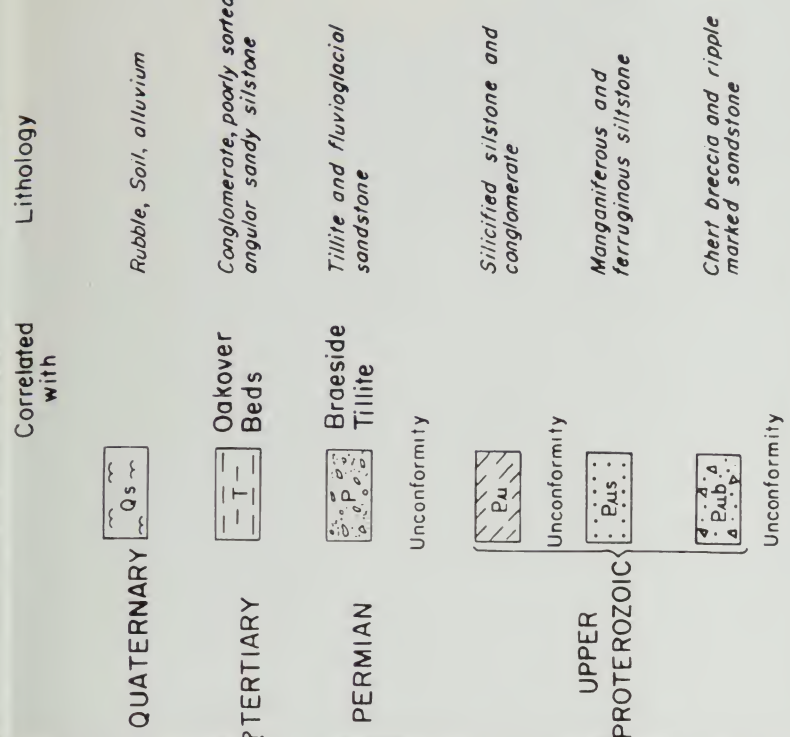 Correlated
with
Lithology
QUATERNARY
Qs
Rubble, Soil, alluvium
?TERTIARY
T
Oakover
Beds
Conglomerate, poorly sorted
angular sandy silstone
PERMIAN
P
Braeside
Tillite
Tillite and fluvioglacial
sandstone
Unconformity
UPPER
PROTEROZOIC
Pu
Silicified silstone and
conglomerate
Unconformity
Pus
Manganiferous and
ferruginous siltstone
Pub
Chert breccia and ripple
marked sandstone
Unconformity